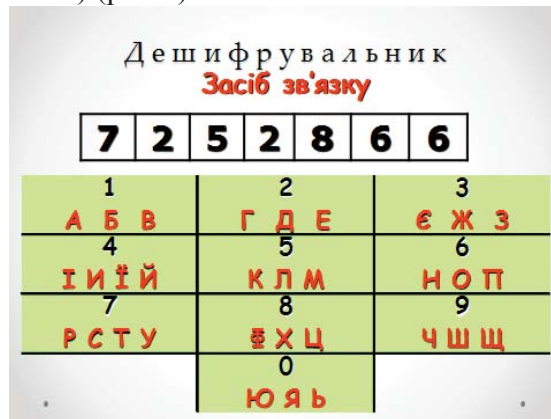 Дешифрувальник
Засіб зв'язку
7 2 5 2 8 6 6
1 2 3
А Б В Г Д Е Є Ж З
4 5 6
І И Ї Й К Л М Н О П
7 8 9
Р С Т У Ф Х Ц Ч Ш Щ
0
Ю Я Ь